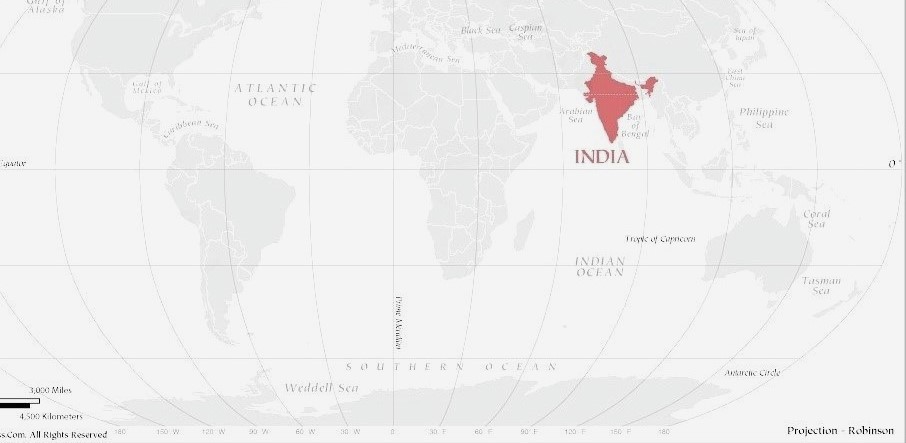 Gulf of
Alaska
Black Sea
Caspian
Sea
Sea of
Japan
Mediterranean Sea
East
China
Sea
Gulf of
Mexico
ATLANTIC
OCEAN
Arabian
Sea
Bay
of
Bengal
Philippine
Sea
Caribbean Sea
INDIA
Equator
0°
Coral
Sea
Tropic of Capricorn
INDIAN
OCEAN
Tasman
Sea
Prime Meridian
SOUTHERN OCEAN
Antarctic Circle
Weddell Sea
3,000 Miles
4,500 Kilometers
s.Com. All Rights Reserved
180 150 W. 120 W. 90 W. 60 W. 30 W. 0 30 E 60 E 90 E 120 E 150 E 180
Projection - Robinson